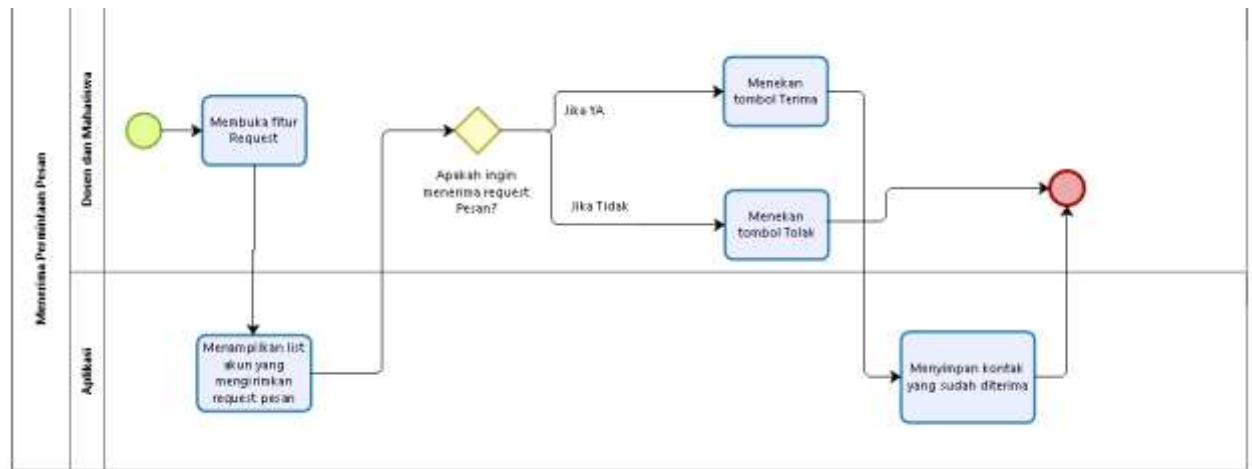 Menerima Permintaan Pesan
Dosen dan Mahasiswa
Membuka fitur
Request
Apakah ingin
menerima request
Pesan?
Jika YA
Jika Tidak
Menekan
tombol Terima
Menekan
tombol Tolak
Aplikasi
Menampilkan list
akun yang
mengirimkan
request pesan
Menyimpan kontak
yang sudah diterima